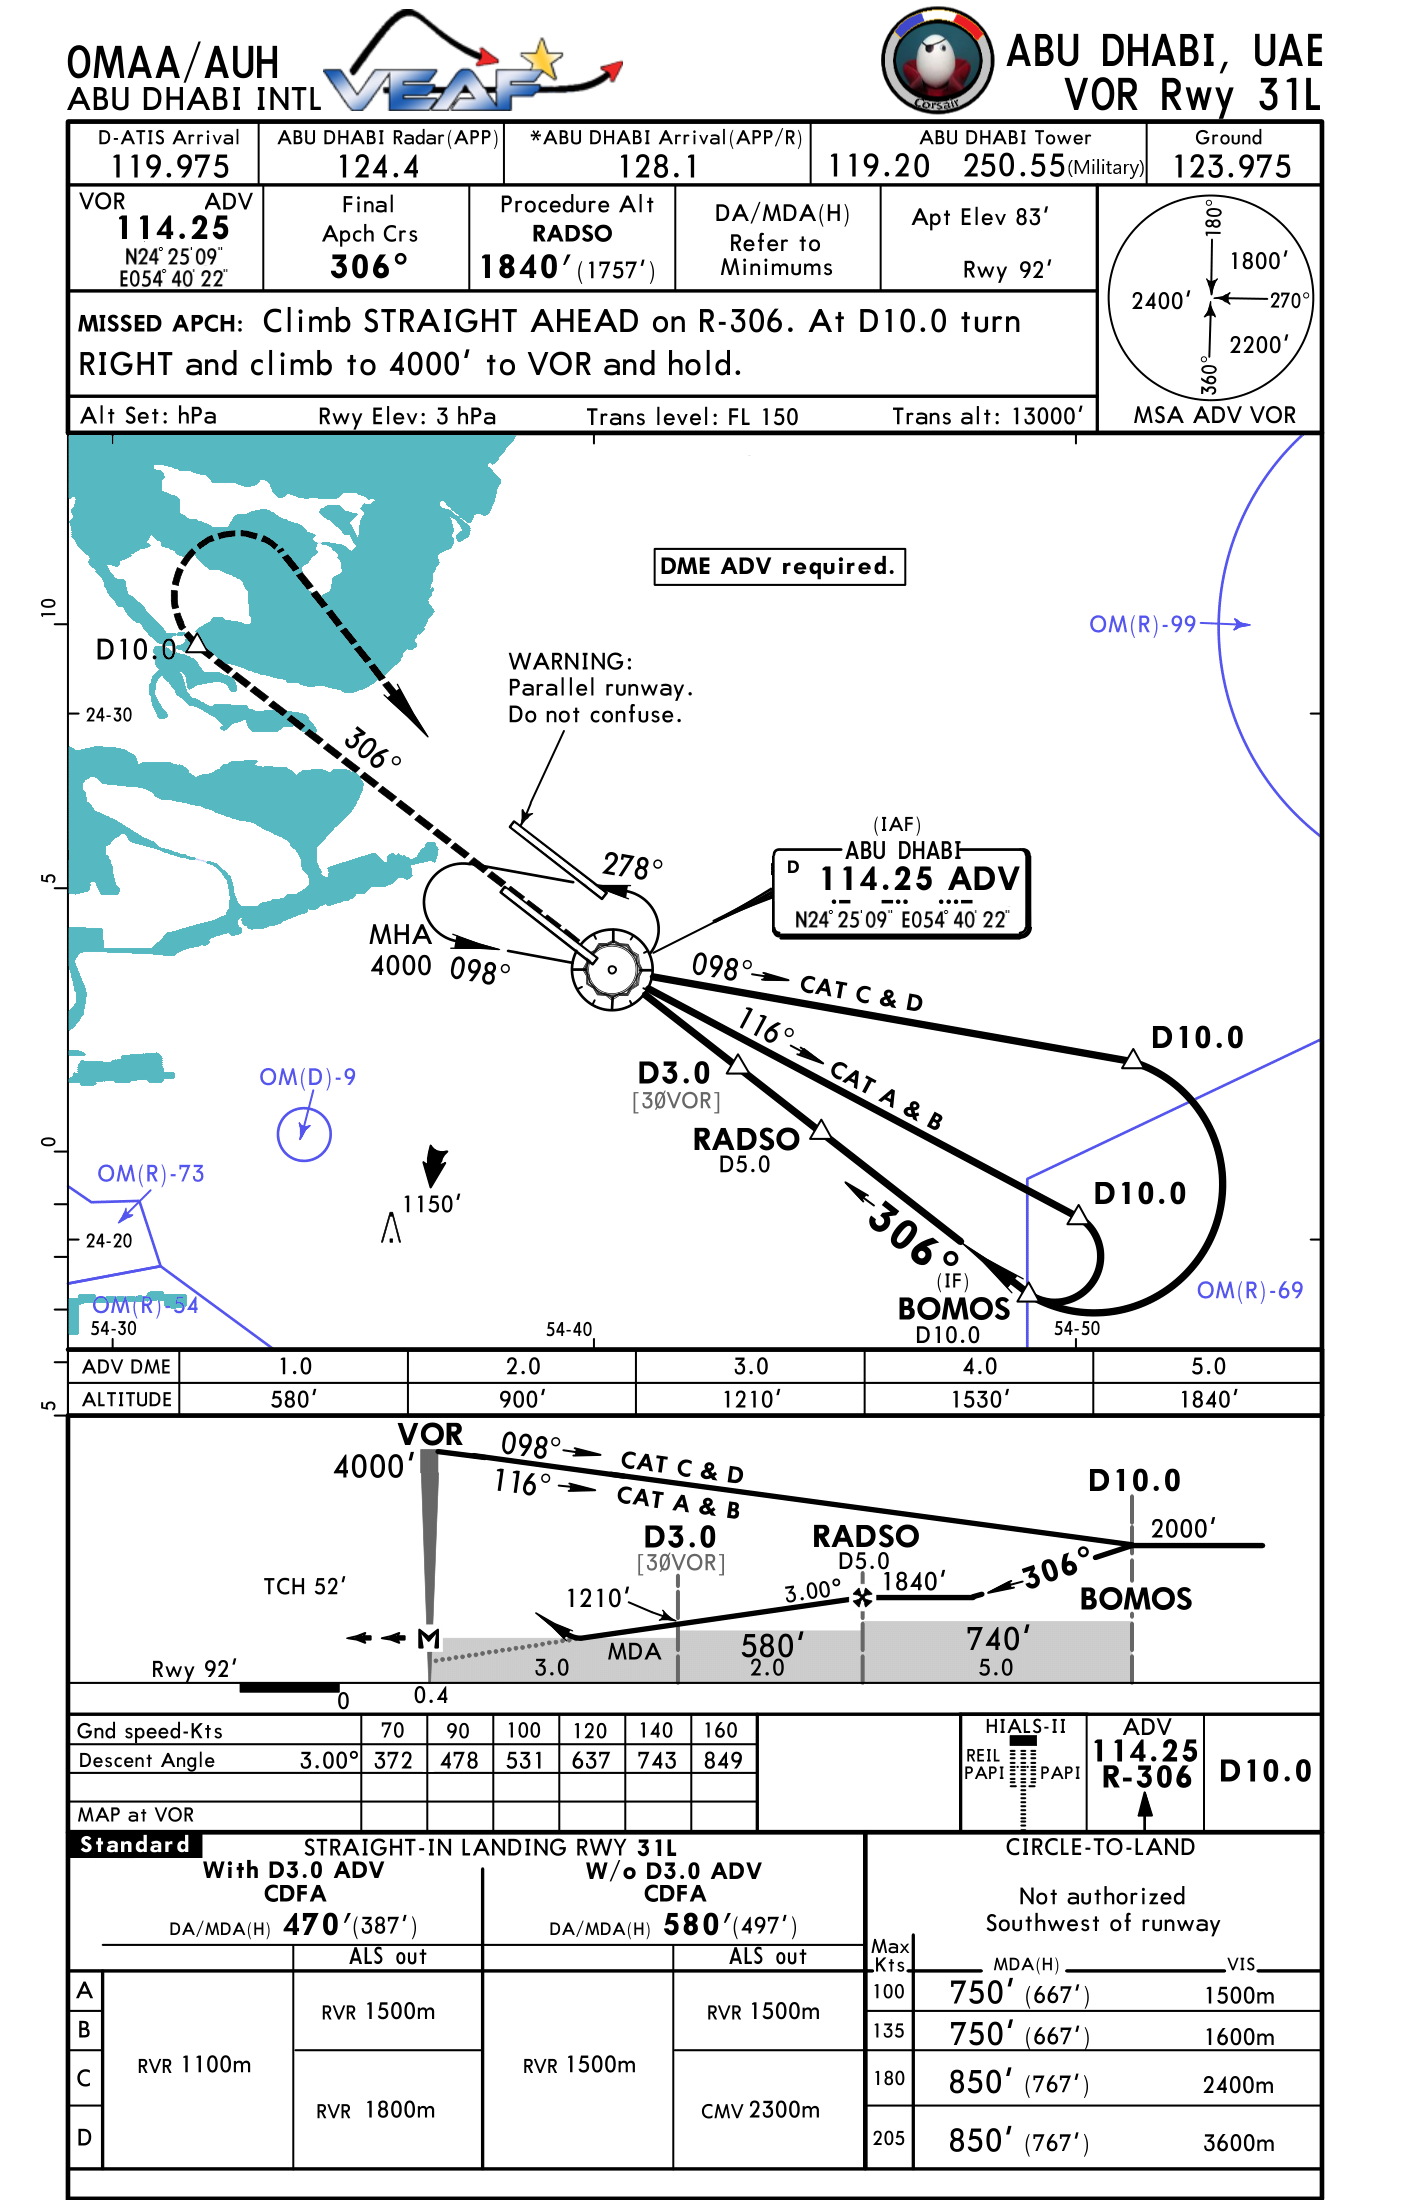 OMAA/AUH
ABU DHABI INTL
VEAF
Corsair
ABU DHABI, UAE
VOR Rwy 31L
D-ATIS Arrival
119.975
ABU DHABI Radar(APP)
124.4
*ABU DHABI Arrival(APP/R)
128.1
ABU DHABI Tower
119.20 250.55(Military)
Ground
123.975
VOR ADV
114.25
N24° 25'09"
E054° 40' 22"
Final
Apch Crs
306°
Procedure Alt
RADSO
1840' (1757')
DA/MDA(H)
Refer to
Minimums
Apt Elev 83'
Rwy 92'
180°
1800'
2400'
270°
2200'
360°
MSA ADV VOR
MISSED APCH: Climb STRAIGHT AHEAD on R-306. At D10.0 turn
RIGHT and climb to 4000' to VOR and hold.
Alt Set: hPa Rwy Elev: 3 hPa Trans level: FL 150 Trans alt: 13000'
DME ADV required.
10
OM(R)-99
D10.0
WARNING:
Parallel runway.
Do not confuse.
24-30
306°
(IAF)
ABU DHABI
D 114.25 ADV
N24° 25'09" E054° 40' 22"
5
278°
MHA
4000 098°
098° CAT C & D
116° CAT A & B
D10.0
D3.0
[30VOR]
RADSO
D5.0
OM(D)-9
0
OM(R)-73
1150'
D10.0
306°
24-20
(IF)
BOMOS
D10.0
OM(R)-69
OM(R)-54
54-30 54-40 54-50
5
ADV DME 1.0 2.0 3.0 4.0 5.0
ALTITUDE 580' 900' 1210' 1530' 1840'
VOR
4000'
098° CAT C & D
116° CAT A & B
D10.0
2000'
D3.0
[30VOR]
RADSO
D5.0
306°
TCH 52'
1210'
3.00°
1840'
BOMOS
M
MDA
580'
740'
3.0 2.0 5.0
Rwy 92'
0 0.4
Gnd speed-Kts 70 90 100 120 140 160
Descent Angle 3.00° 372 478 531 637 743 849
MAP at VOR
HIALS-II
REIL
PAPI PAPI
ADV
114.25
R-306
D10.0
Standard
STRAIGHT-IN LANDING RWY 31L
With D3.0 ADV
CDFA
DA/MDA(H) 470'(387')
W/o D3.0 ADV
CDFA
DA/MDA(H) 580'(497')
ALS out
ALS out
CIRCLE-TO-LAND
Not authorized
Southwest of runway
Max
Kts MDA(H) VIS
A
B
C
D
RVR 1100m
RVR 1500m
RVR 1800m
RVR 1500m
RVR 1500m
CMV 2300m
100 750' (667') 1500m
135 750' (667') 1600m
180 850' (767') 2400m
205 850' (767') 3600m